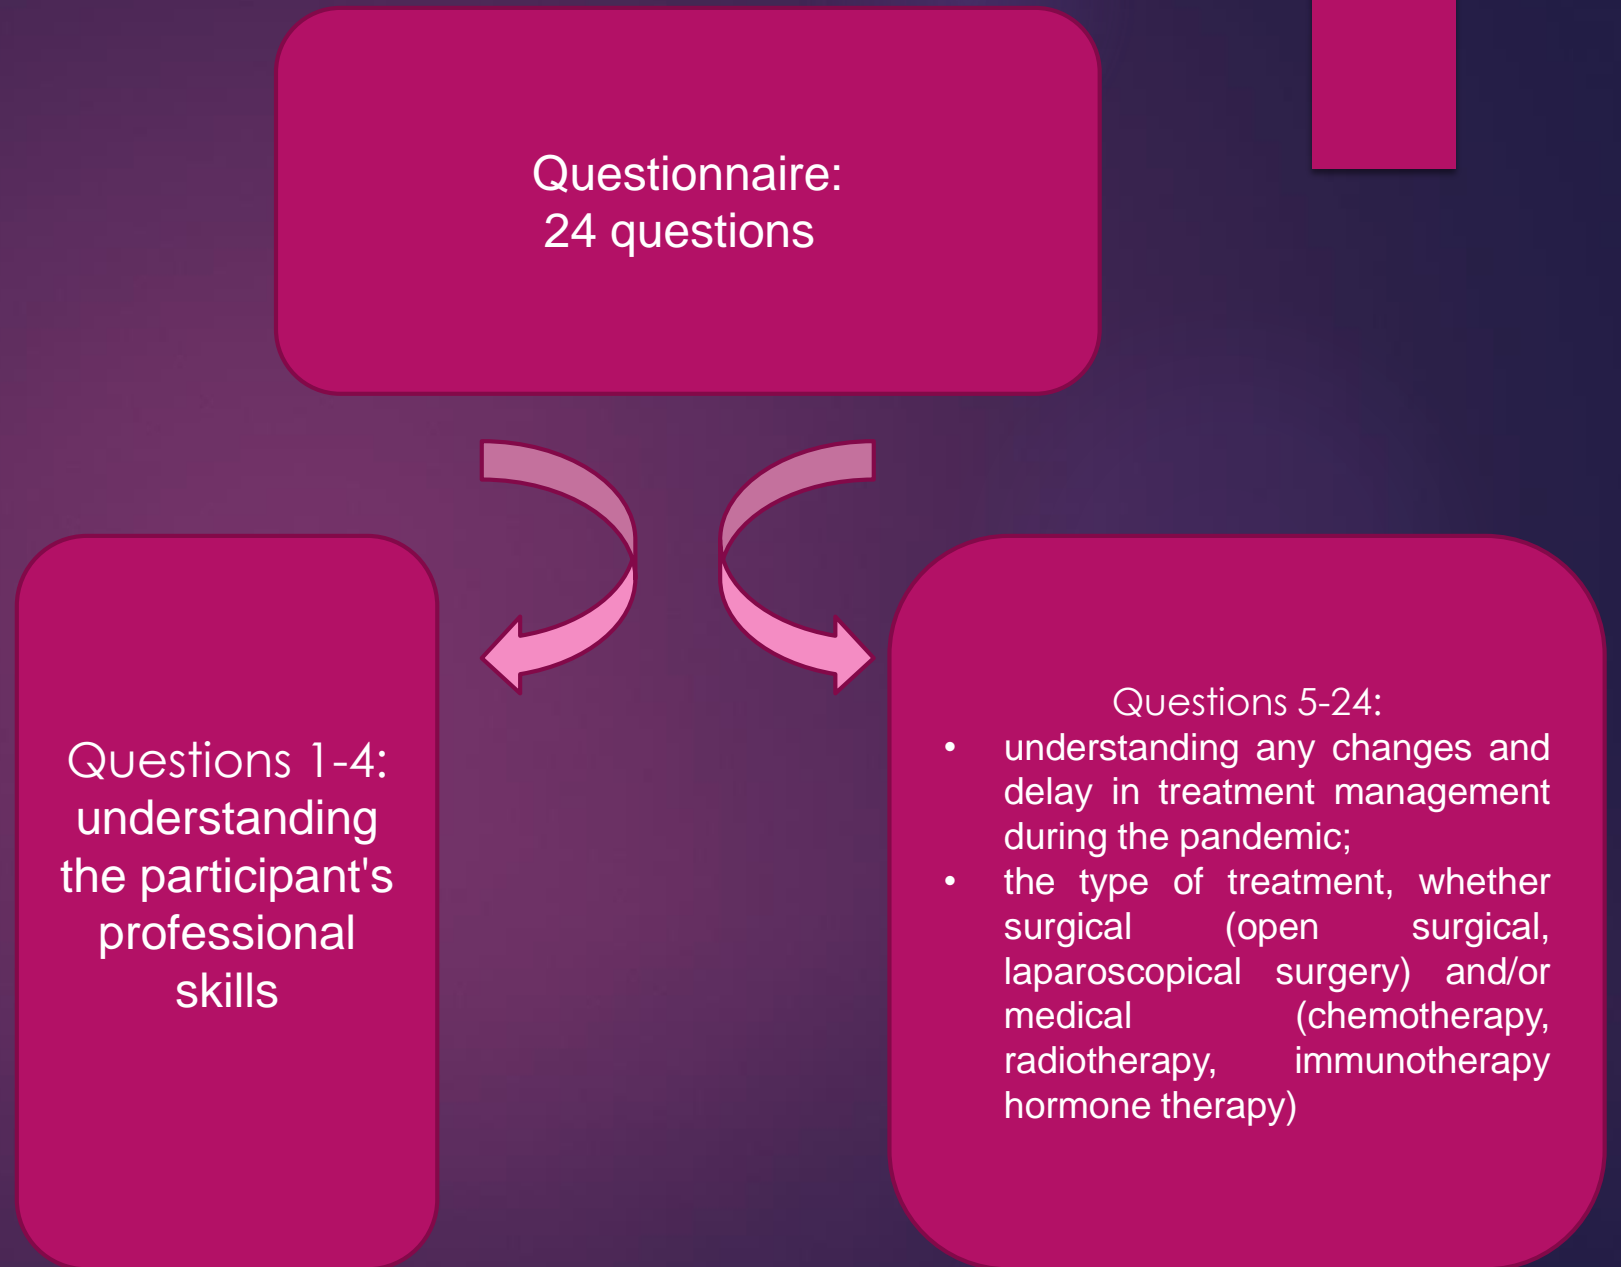 Questionnaire:
24 questions
Questions 1-4:
understanding
the participant's
professional
skills
Questions 5-24:
• understanding any changes and
delay in treatment management
during the pandemic;
• the type of treatment, whether
surgical (open surgical,
laparoscopical surgery) and/or
medical (chemotherapy,
radiotherapy, immunotherapy
hormone therapy)